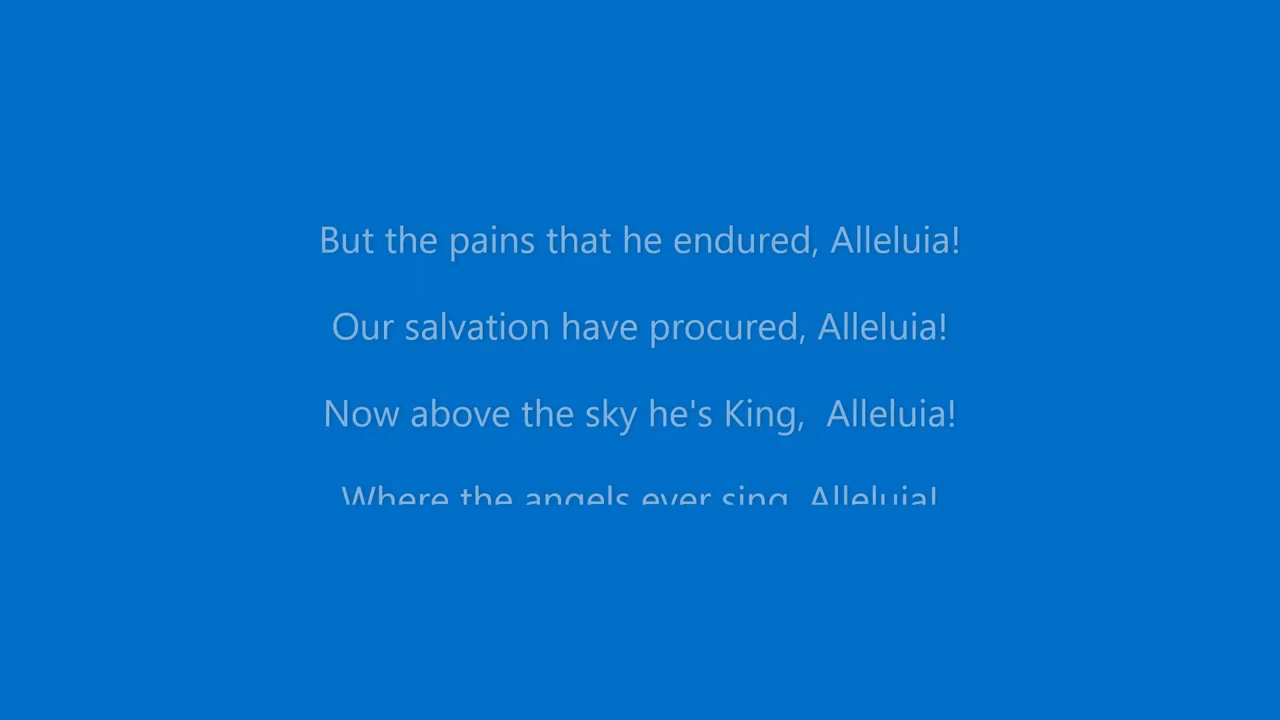 But the pains that he endured, Alleluia!
Our salvation have procured, Alleluia!
Now above the sky he's King,  Alleluia!
Where the angels ever sing, Alleluia!